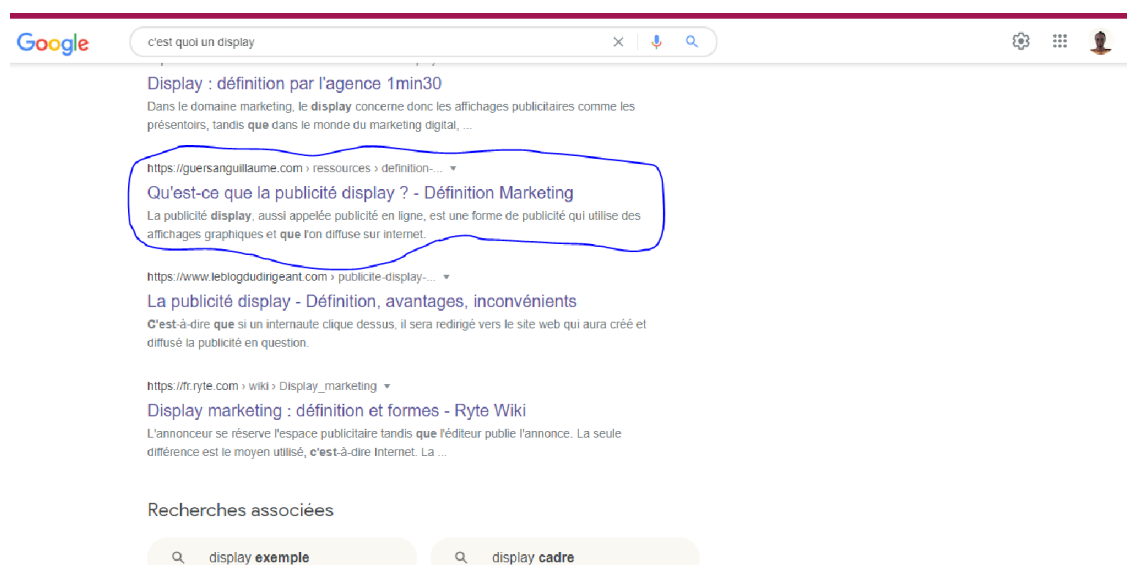 Google
c'est quoi un display
Display : définition par l'agence 1min30
Dans le domaine marketing, le display concerne donc les affichages publicitaires comme les
présentoirs, tandis que dans le monde du marketing digital, ...
https://guersanguillaume.com › ressources › definition-...
Qu'est-ce que la publicité display ? - Définition Marketing
La publicité display, aussi appelée publicité en ligne, est une forme de publicité qui utilise des
affichages graphiques et que l'on diffuse sur internet.
https://www.leblogdudirigeant.com › publicite-display-...
La publicité display - Définition, avantages, inconvénients
C'est-à-dire que si un internaute clique dessus, il sera redirigé vers le site web qui aura créé et
diffusé la publicité en question.
https://fr.ryte.com › wiki › Display_marketing
Display marketing : définition et formes - Ryte Wiki
L'annonceur se réserve l'espace publicitaire tandis que l'éditeur publie l'annonce. La seule
différence est le moyen utilisé, c'est-à-dire Internet. La ...
Recherches associées
display exemple
display cadre